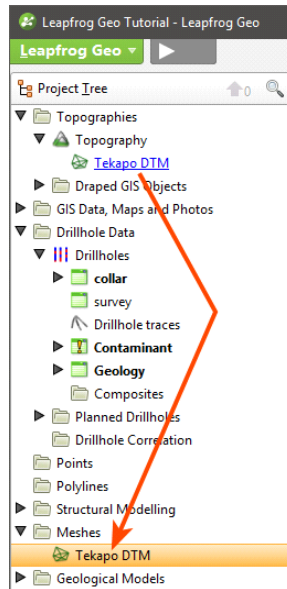 Leapfrog Geo Tutorial - Leapfrog Geo
Leapfrog Geo
Project Tree
0
Topographies
Topography
Tekapo DTM
Draped GIS Objects
GIS Data, Maps and Photos
Drillhole Data
Drillholes
collar
survey
Drillhole traces
Contaminant
Geology
Composites
Planned Drillholes
Drillhole Correlation
Points
Polylines
Structural Modelling
Meshes
Tekapo DTM
Geological Models